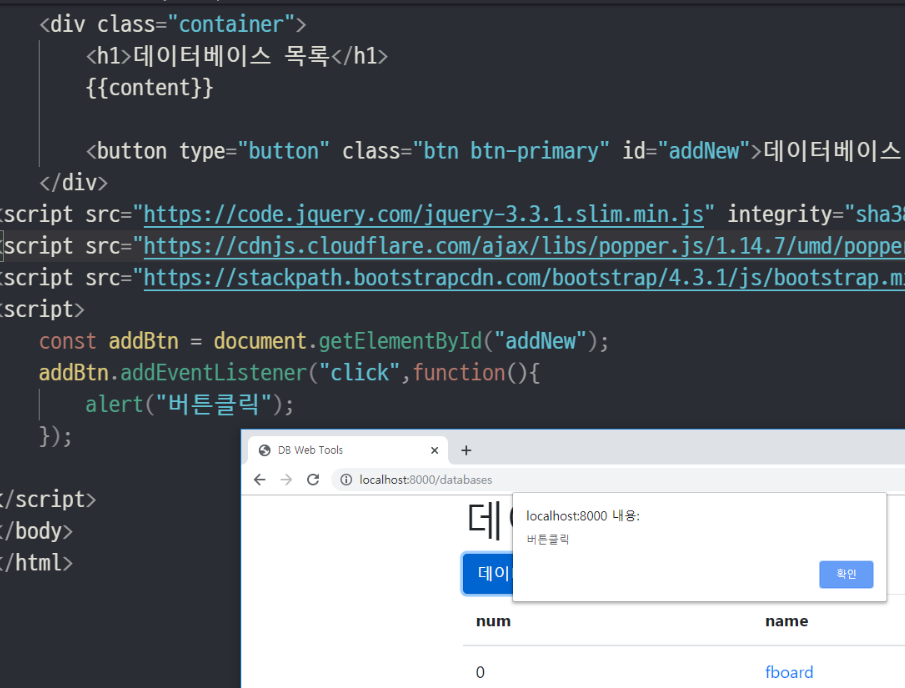 <div class="container">
<h1>데이터베이스 목록</h1>
{{content}}
<button type="button" class="btn btn-primary" id="addNew">데이터베이스
</div>
<script src="https://code.jquery.com/jquery-3.3.1.slim.min.js" integrity="sha38
<script src="https://cdnjs.cloudflare.com/ajax/libs/popper.js/1.14.7/umd/popper
<script src="https://stackpath.bootstrapcdn.com/bootstrap/4.3.1/js/bootstrap.mi
<script>
const addBtn = document.getElementById("addNew");
addBtn.addEventListener("click",function(){
alert("버튼클릭");
});
</script>
</body>
</html>
DB Web Tools
localhost:8000/databases
localhost:8000 내용:
버튼클릭
확인
num name
0 fboard